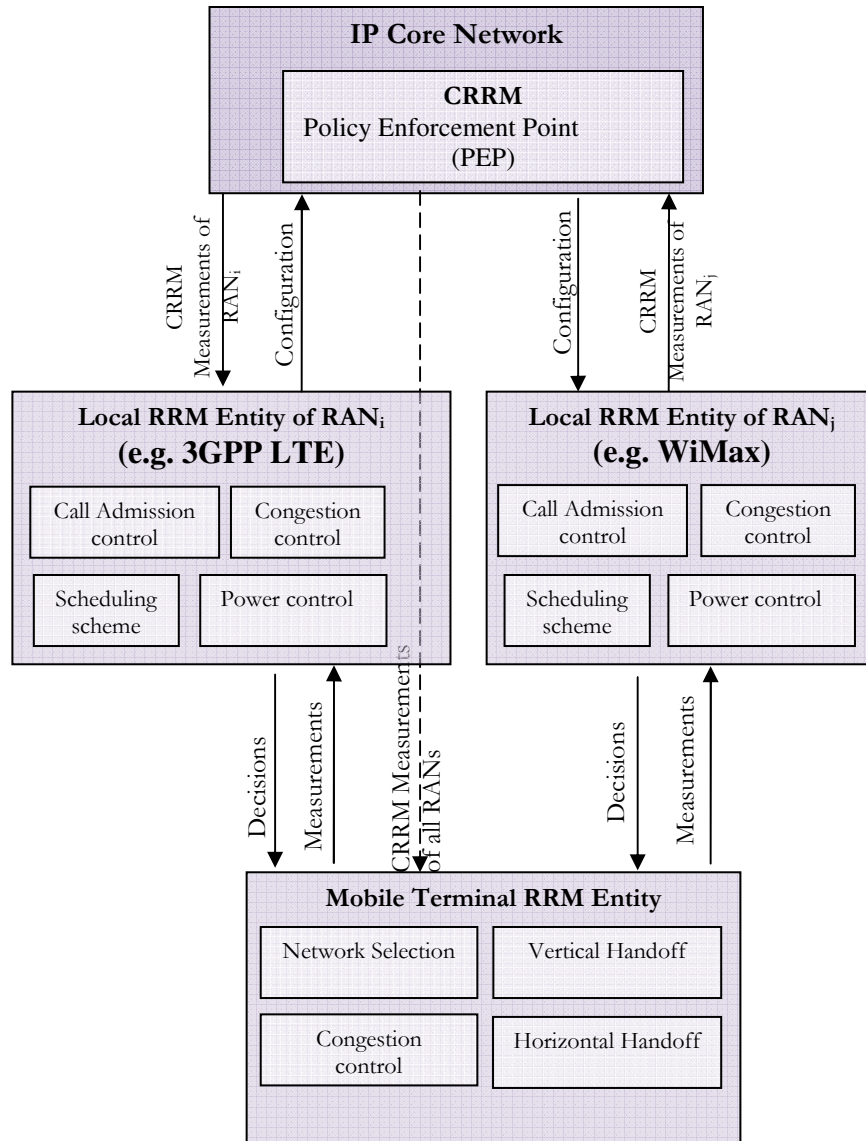 IP Core Network
CRRM
Policy Enforcement Point
(PEP)
CRRM
Measurements of
RANi
Configuration
Configuration
CRRM
Measurements of
RANj
Local RRM Entity of RANi
(e.g. 3GPP LTE)
Call Admission
control
Congestion
control
Scheduling
scheme
Power control
Local RRM Entity of RANj
(e.g. WiMax)
Call Admission
control
Congestion
control
Scheduling
scheme
Power control
Decisions
Measurements
CRRM Measurements
of all RANs
Decisions
Measurements
Mobile Terminal RRM Entity
Network Selection
Vertical Handoff
Congestion
control
Horizontal Handoff